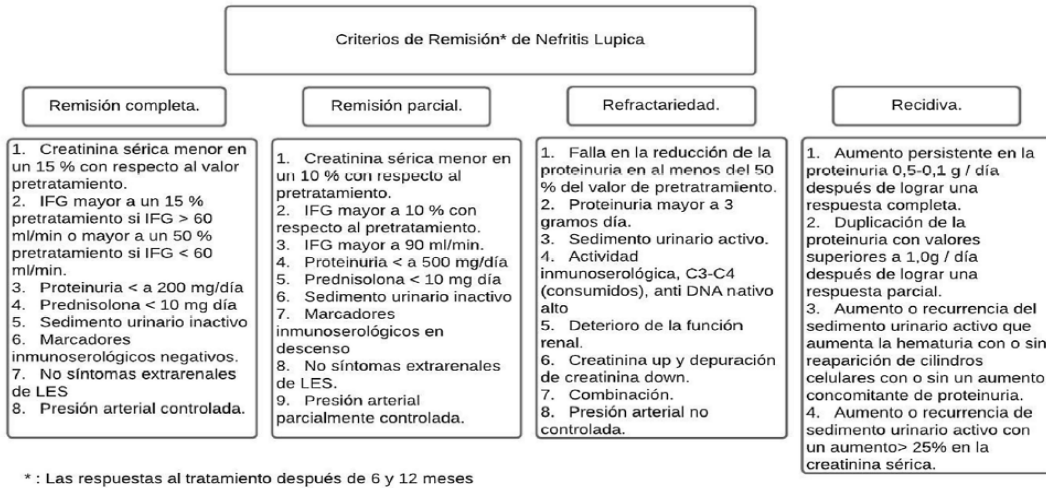 Criterios de Remisión* de Nefritis Lupica
Remisión completa.
1. Creatinina sérica menor en
un 15 % con respecto al valor
pretratamiento.
2. IFG mayor a un 15 %
pretratamiento si IFG > 60
ml/min o mayor a un 50 %
pretratamiento si IFG < 60
ml/min.
3. Proteinuria < a 200 mg/día
4. Prednisolona < 10 mg día
5. Sedimento urinario inactivo
6. Marcadores
inmunoserológicos negativos.
7. No síntomas extrarenales
de LES
8. Presión arterial controlada.
Remisión parcial.
1. Creatinina sérica menor en
un 10 % con respecto al
pretratamiento.
2. IFG mayor a 10 % con
respecto al pretratamiento.
3. IFG mayor a 90 ml/min.
4. Proteinuria < a 500 mg/día
5. Prednisolona < 10 mg día
6. Sedimento urinario inactivo
7. Marcadores
inmunoserológicos en
descenso
8. No síntomas extrarenales
de LES.
9. Presión arterial
parcialmente controlada.
Refractariedad.
1. Falla en la reducción de la
proteinuria en al menos del 50
% del valor de pretratramiento.
2. Proteinuria mayor a 3
gramos día.
3. Sedimento urinario activo.
4. Actividad
inmunoserológica, C3-C4
(consumidos), anti DNA nativo
alto
5. Deterioro de la función
renal.
6. Creatinina up y depuración
de creatinina down.
7. Combinación.
8. Presión arterial no
controlada.
Recidiva.
1. Aumento persistente en la
proteinuria 0,5-0,1 g / día
después de lograr una
respuesta completa.
2. Duplicación de la
proteinuria con valores
superiores a 1,0g / día
después de lograr una
respuesta parcial.
3. Aumento o recurrencia del
sedimento urinario activo que
aumenta la hematuria con o sin
reaparición de cilindros
celulares con o sin un aumento
concomitante de proteinuria.
4. Aumento o recurrencia de
sedimento urinario activo con
un aumento> 25% en la
creatinina sérica.
* : Las respuestas al tratamiento después de 6 y 12 meses